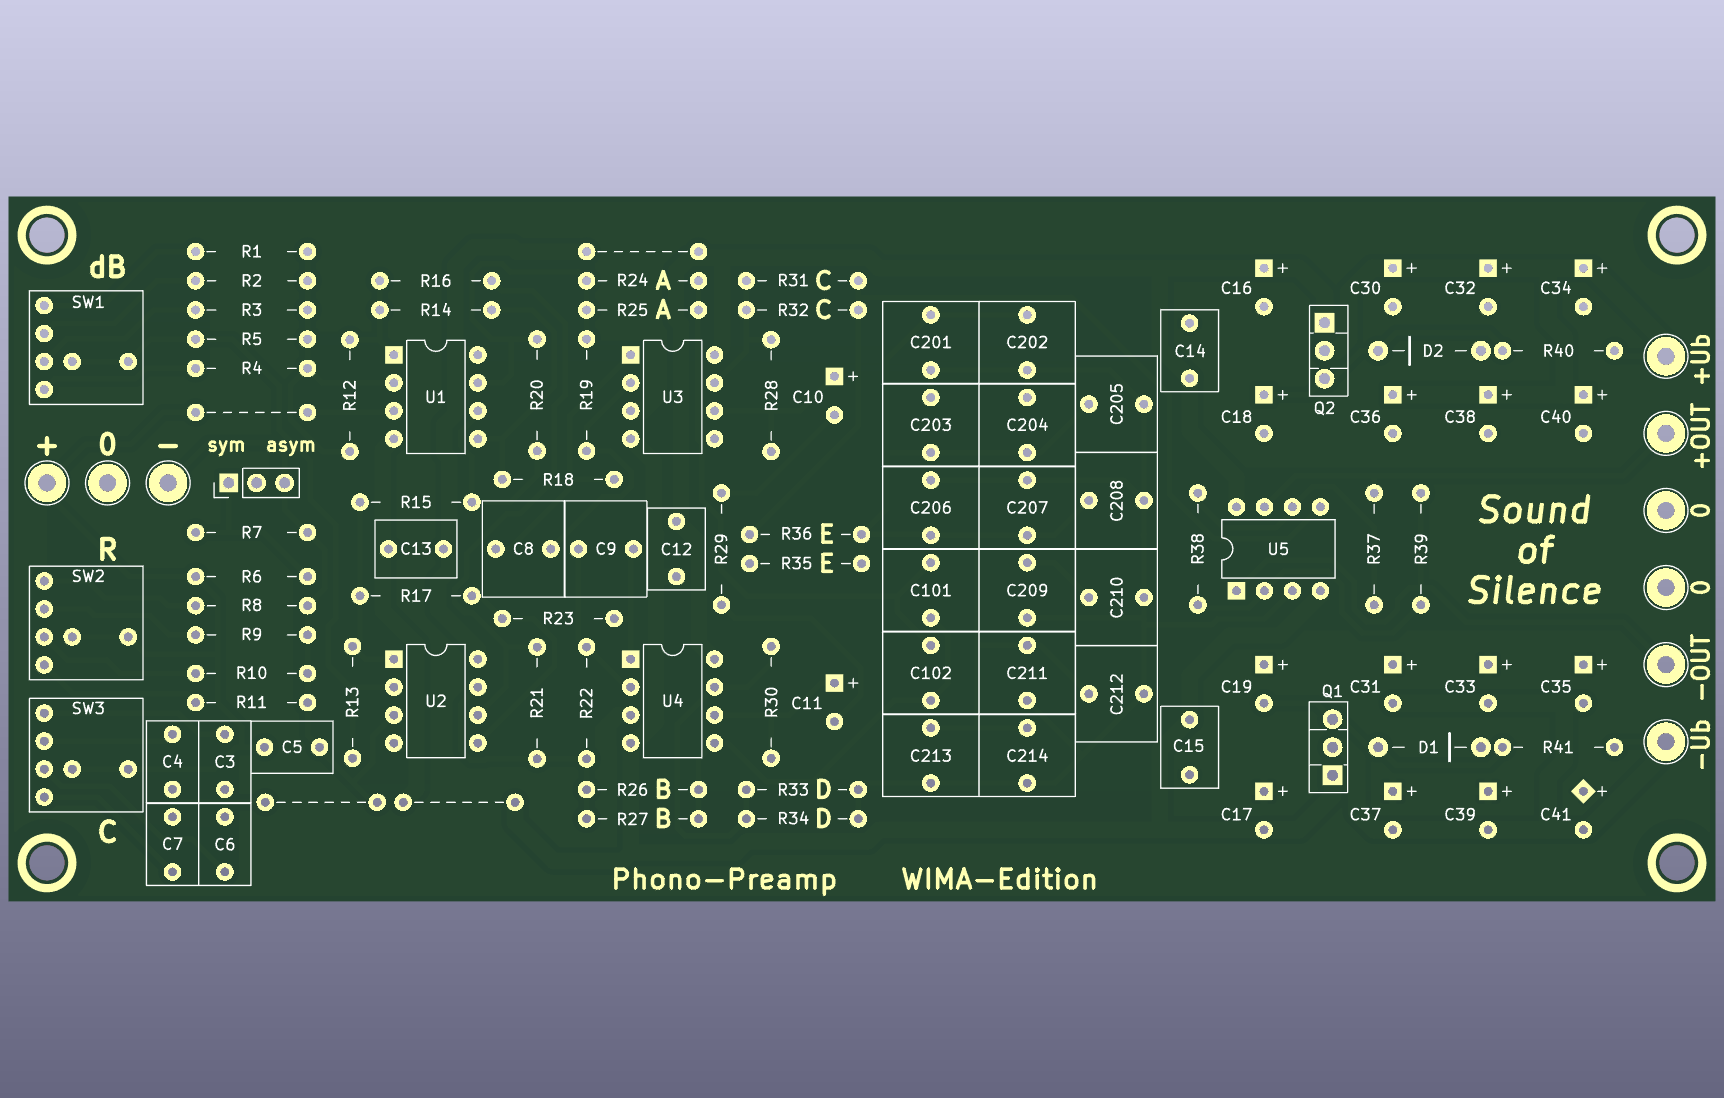 dB
SW1
R1
R2
R3
R5
R4
+ 0 -
sym asym
R
SW2
R7
R6
R8
R9
R10
R11
SW3
C
C4
C3
C5
C7
C6
R16
R14
R12
U1
R20
R19
R15
R18
C13
C8
C9
C12
R17
R23
R13
U2
R21
R22
R24 A
R25 A
U3
R28
R31 C
R32 C
C10 +
R29
R36 E
R35 E
U4
R30
C11 +
R26 B
R27 B
R33 D
R34 D
C201
C202
C203
C204
C205
C206
C207
C208
C101
C209
C210
C102
C211
C212
C213
C214
C14
C15
C16 +
C30 +
C32 +
C34 +
Q2
D2
R40
C18 +
C36 +
C38 +
C40 +
R38
U5
R37
R39
Sound
of
Silence
C19 +
C31 +
C33 +
C35 +
Q1
D1
R41
C17 +
C37 +
C39 +
C41 +
+Ub
+OUT
0
0
-OUT
-Ub
Phono-Preamp WIMA-Edition